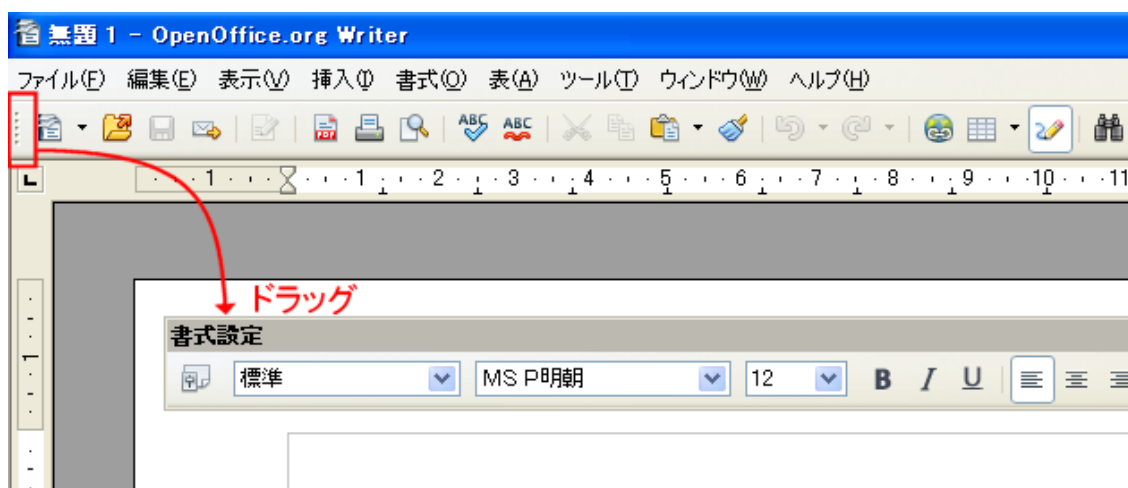 無題 1 - OpenOffice.org Writer
ファイル(F) 編集(E) 表示(V) 挿入(I) 書式(O) 表(A) ツール(T) ウィンドウ(W) ヘルプ(H)
ABC ABC
1 1 2 3 4 5 6 7 8 9 10 11
ドラッグ
書式設定
標準 MS P明朝 12 B I U
1